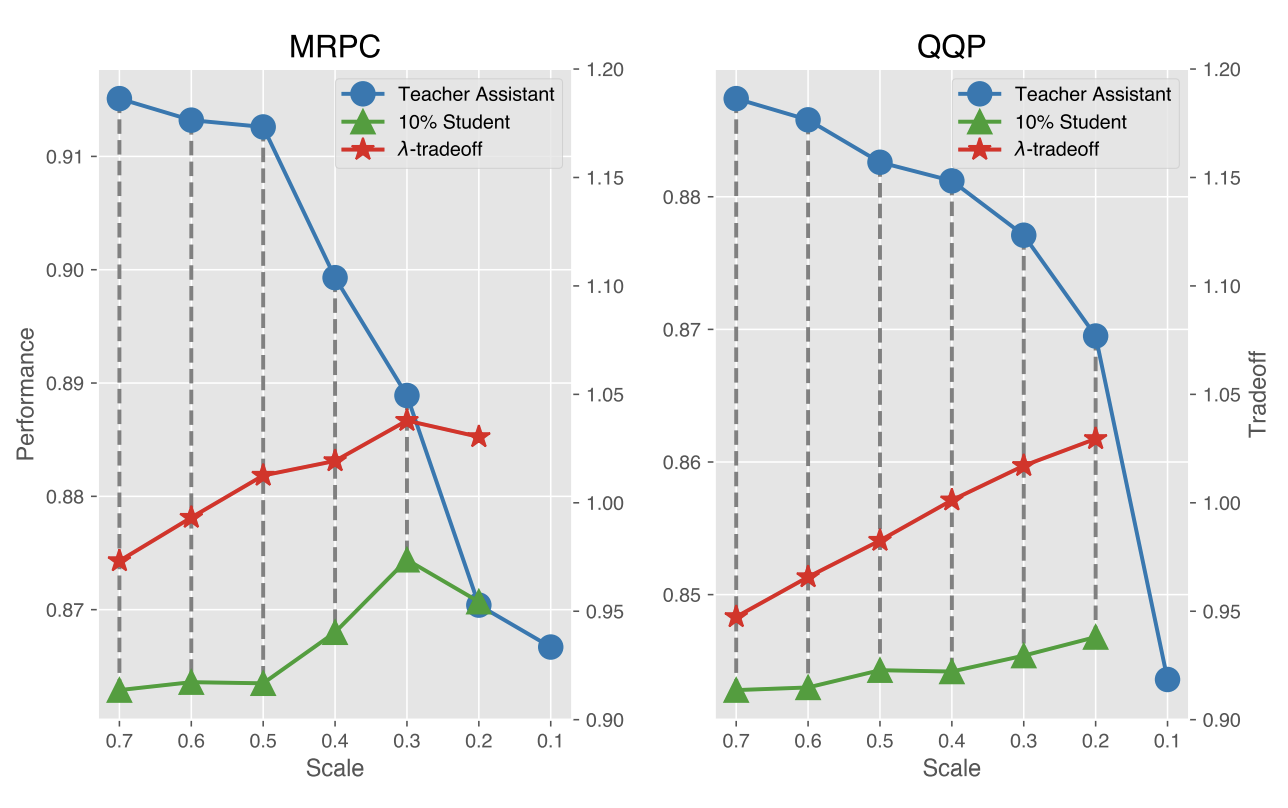 MRPC
Teacher Assistant
10% Student
λ-tradeoff
Performance
0.91
0.90
0.89
0.88
0.87
1.20
1.15
1.10
1.05
1.00
0.95
0.90
0.7 0.6 0.5 0.4 0.3 0.2 0.1
Scale
QQP
Teacher Assistant
10% Student
λ-tradeoff
0.88
0.87
0.86
0.85
1.20
1.15
1.10
1.05
1.00
0.95
0.90
Tradeoff
0.7 0.6 0.5 0.4 0.3 0.2 0.1
Scale